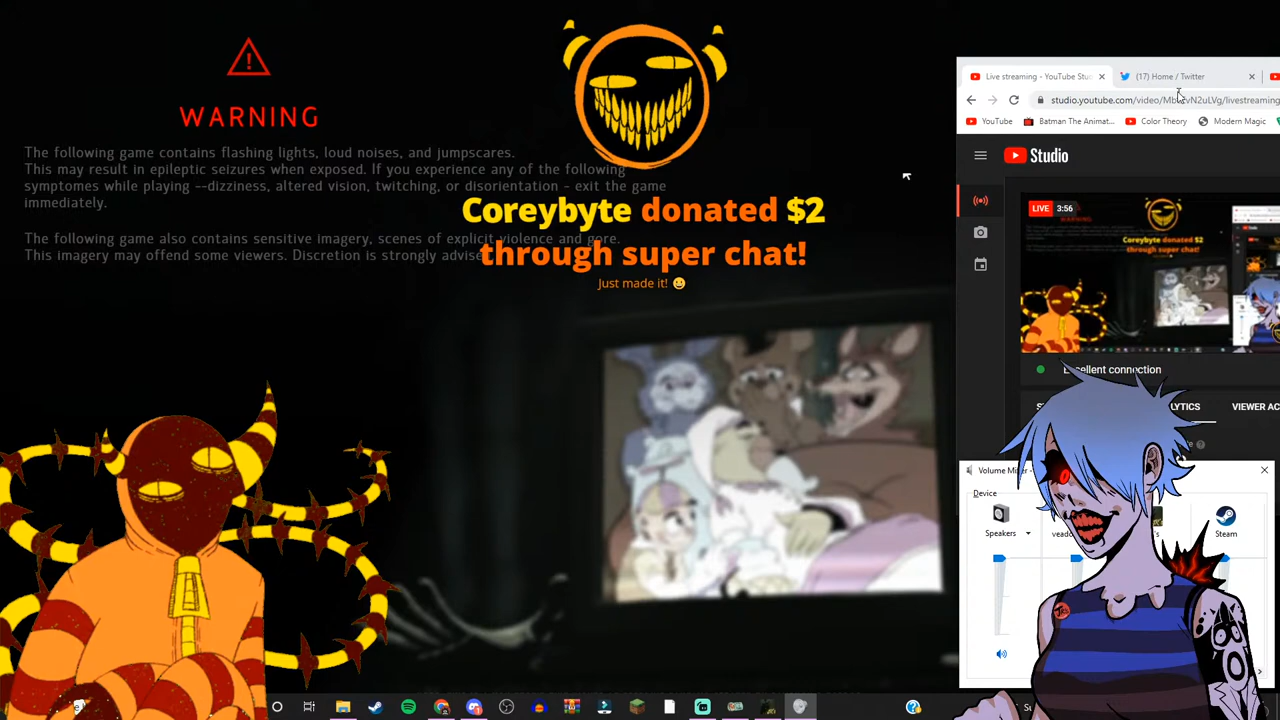 WARNING
The following game contains flashing lights, loud noises, and jumpscares.
This may result in epileptic seizures when exposed. If you experience any of the following
symptomes while playing --dizziness, altered vision, twitching, or disorientation - exit the game
immediately.
The following game also contains sensitive imagery, scenes of explicit violence and gore.
This imagery may offend some viewers. Discretion is strongly advise
Coreybyte donated $2
through super chat!
Just made it! 😀
Live streaming - YouTube Stu
(17) Home / Twitter
studio.youtube.com/video/
YouTube
Batman The Animat...
Color Theory
Modern Magic
Studio
LIVE 3:56
Coreybyte donated $2
through super chat!
Excellent connection
VIEWER AC
Volume Mixer -
Device
Speakers
Steam